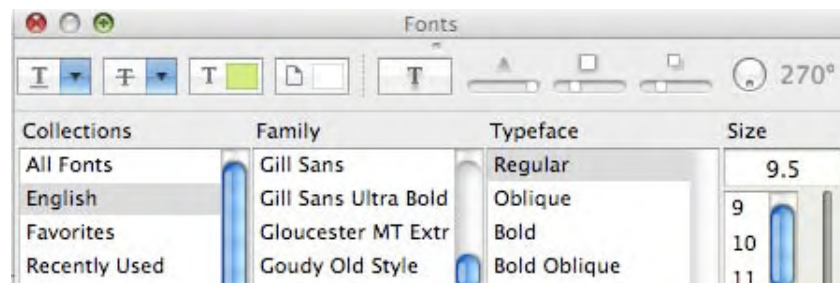 Fonts
T T T T 270°
Collections Family Typeface Size
All Fonts Gill Sans Regular 9.5
English Gill Sans Ultra Bold Oblique 9
Favorites Gloucester MT Extr Bold 10
Recently Used Goudy Old Style Bold Oblique 11